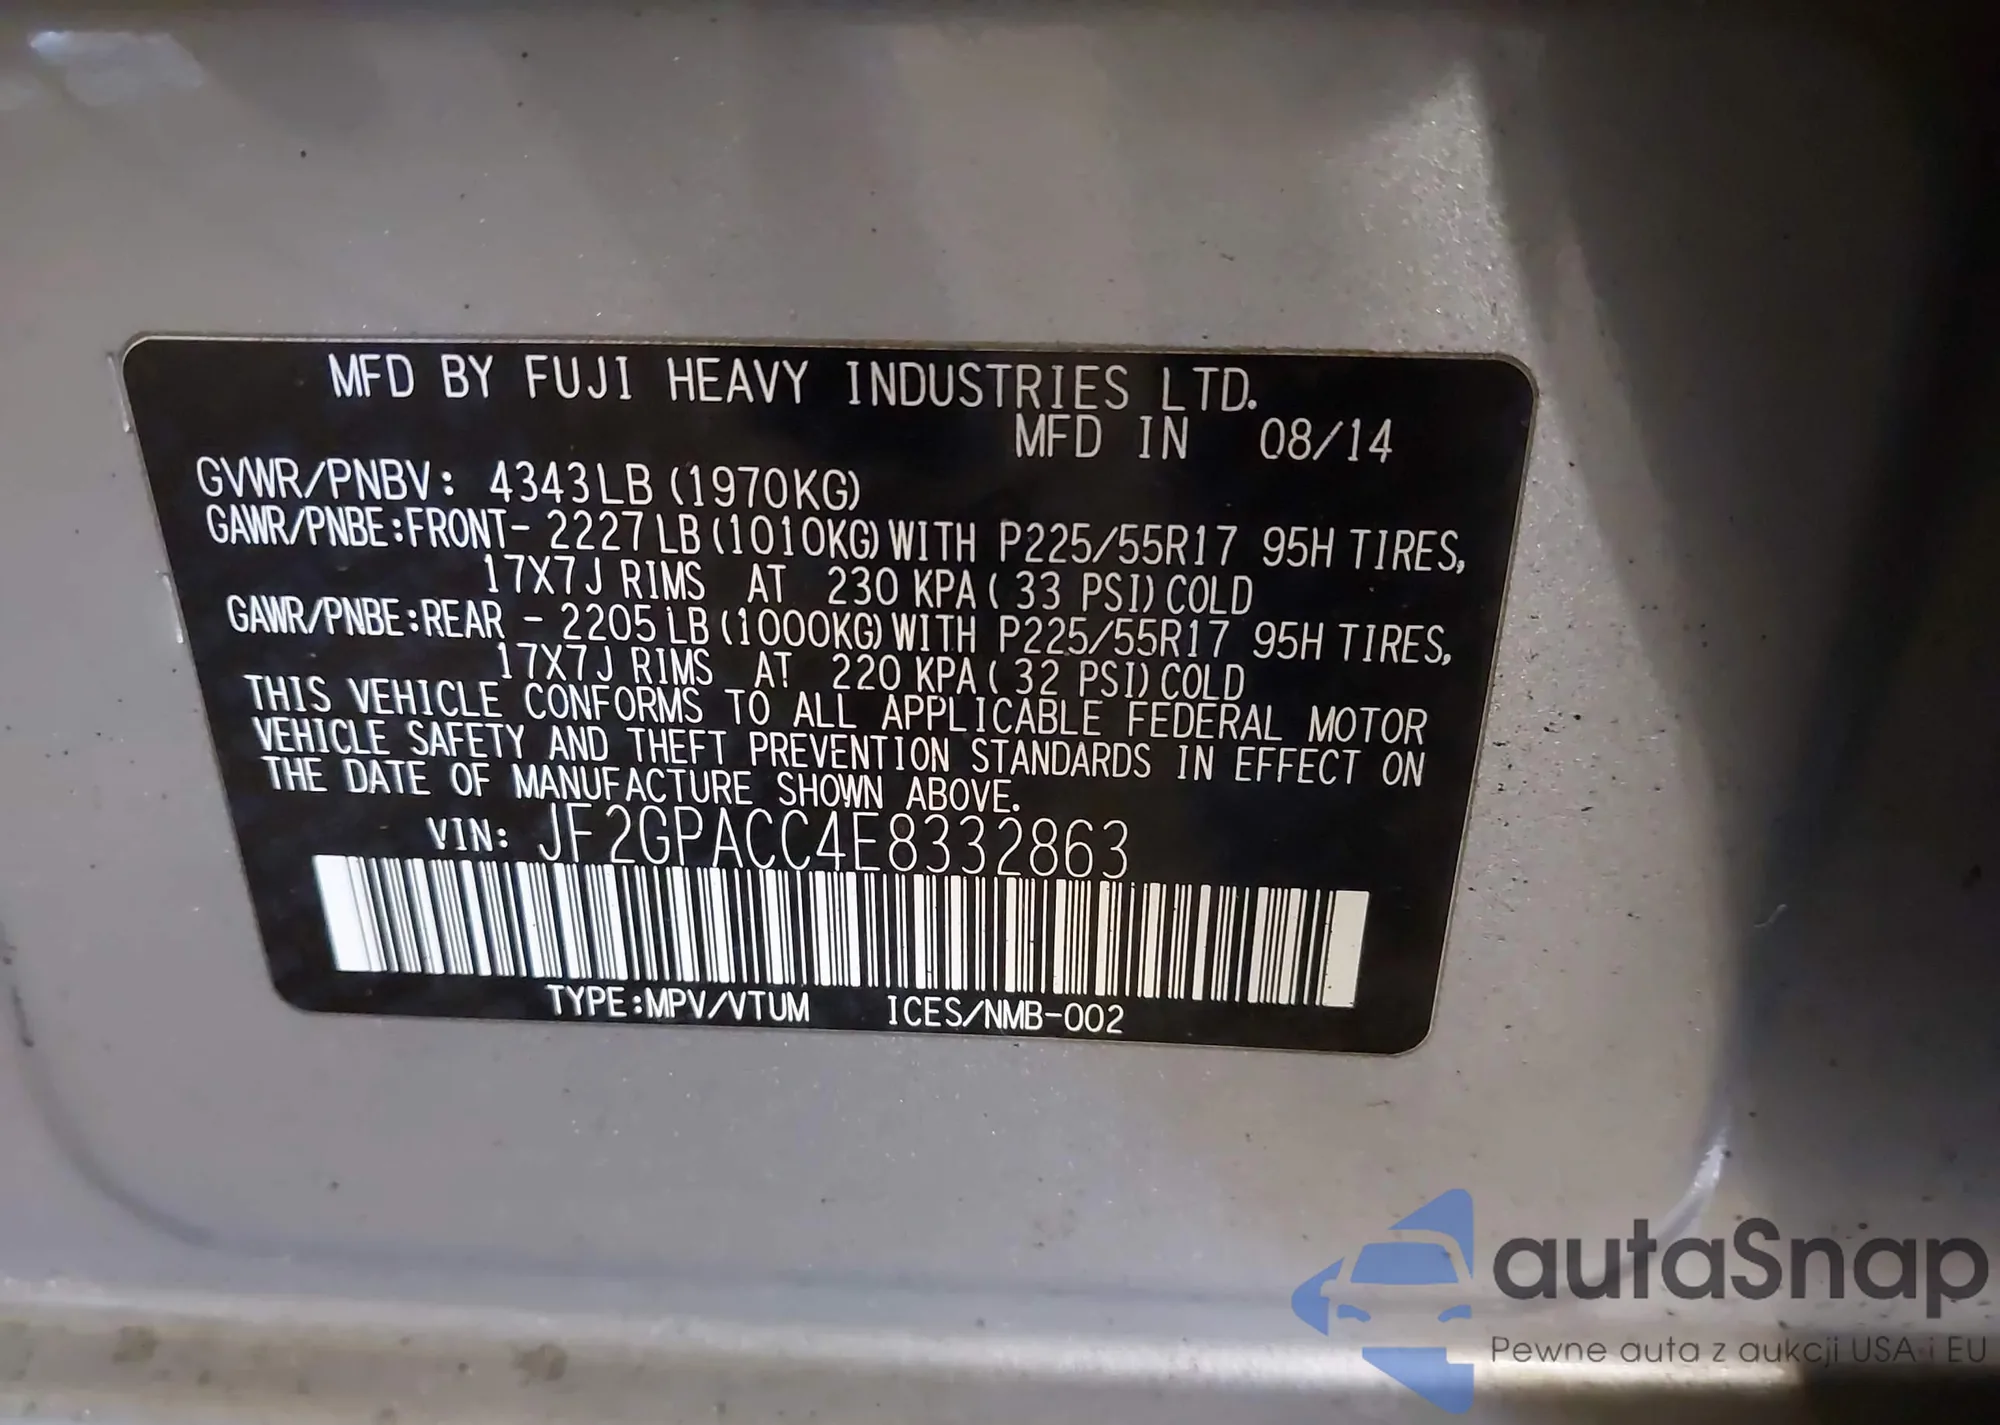 MFD BY FUJI HEAVY INDUSTRIES LTD.
MFD IN 08/14
GVWR/PNBV: 4343LB (1970KG)
GAWR/PNBE:FRONT- 2227LB (1010KG) WITH P225/55R17 95H TIRES,
17X7J RIMS AT 230 KPA ( 33 PSI) COLD
GAWR/PNBE:REAR - 2205LB (1000KG) WITH P225/55R17 95H TIRES,
17X7J RIMS AT 220 KPA ( 32 PSI) COLD
THIS VEHICLE CONFORMS TO ALL APPLICABLE FEDERAL MOTOR
VEHICLE SAFETY AND THEFT PREVENTION STANDARDS IN EFFECT ON
THE DATE OF MANUFACTURE SHOWN ABOVE.
VIN: JF2GPACC4E8332863
TYPE:MPV/VTUM ICES/NMB-002
autaSnap
Pewne auta z aukcji USA i EU